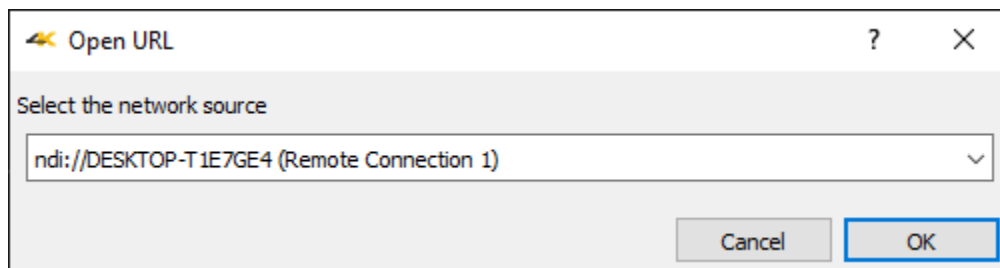 4K Open URL ?
Select the network source
ndi://DESKTOP-T1E7GE4 (Remote Connection 1)
Cancel OK